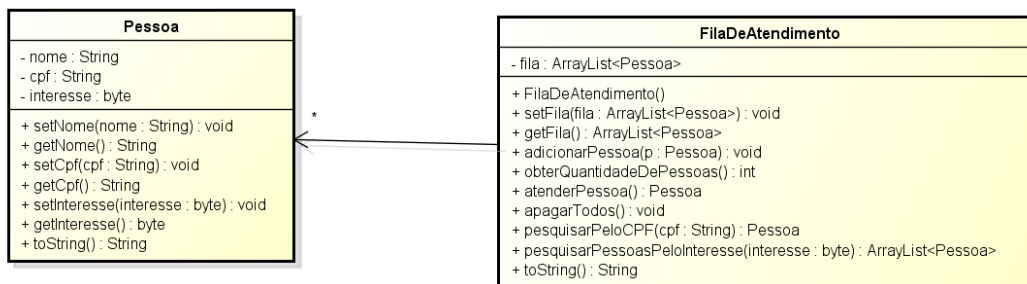 Pessoa
- nome : String
- cpf : String
- interesse : byte
+ setNome(nome : String) : void
+ getNome() : String
+ setCpf(cpf : String) : void
+ getCpf() : String
+ setInteresse(interesse : byte) : void
+ getInteresse() : byte
+ toString() : String
*
FilaDeAtendimento
- fila : ArrayList<Pessoa>
+ FilaDeAtendimento()
+ setFila(fila : ArrayList<Pessoa>) : void
+ getFila() : ArrayList<Pessoa>
+ adicionarPessoa(p : Pessoa) : void
+ obterQuantidadeDePessoas() : int
+ atenderPessoa() : Pessoa
+ apagarTodos() : void
+ pesquisarPeloCPF(cpf : String) : Pessoa
+ pesquisarPessoasPeloInteresse(interesse : byte) : ArrayList<Pessoa>
+ toString() : String